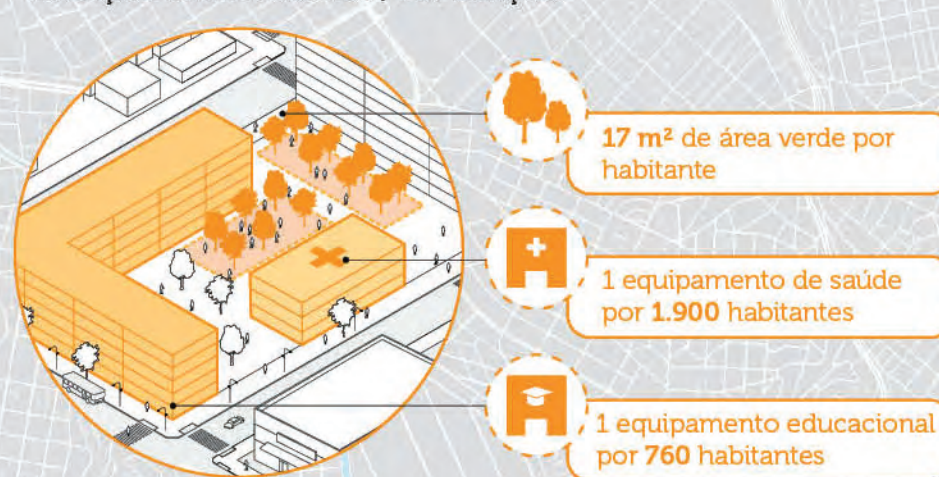 17 m² de área verde por
habitante
1 equipamento de saúde
por 1.900 habitantes
1 equipamento educacional
por 760 habitantes